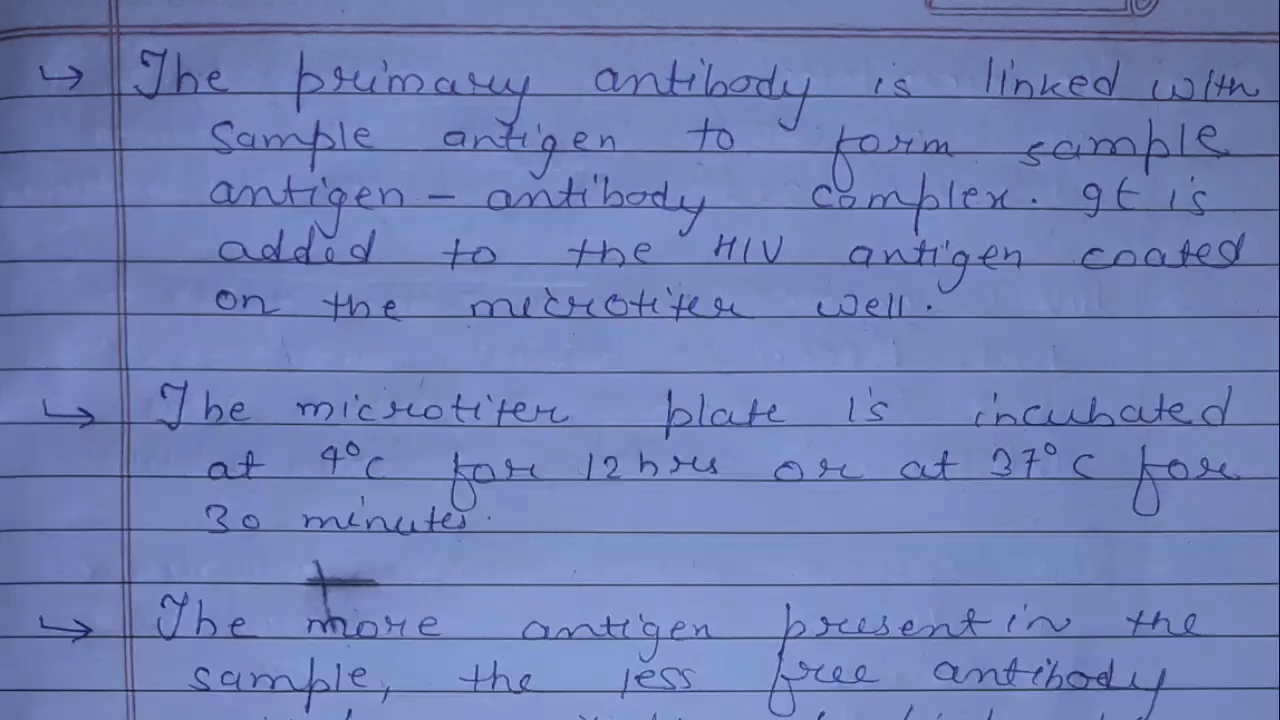 → The primary antibody is linked with
sample antigen to form sample
antigen - antibody complex. It is
added to the HIV antigen coated
on the microtiter well.
→ The microtiter plate is incubated
at 4°C for 12 hrs or at 37°C for
30 minutes.
→ The more antigen present in the
sample, the less free antibody